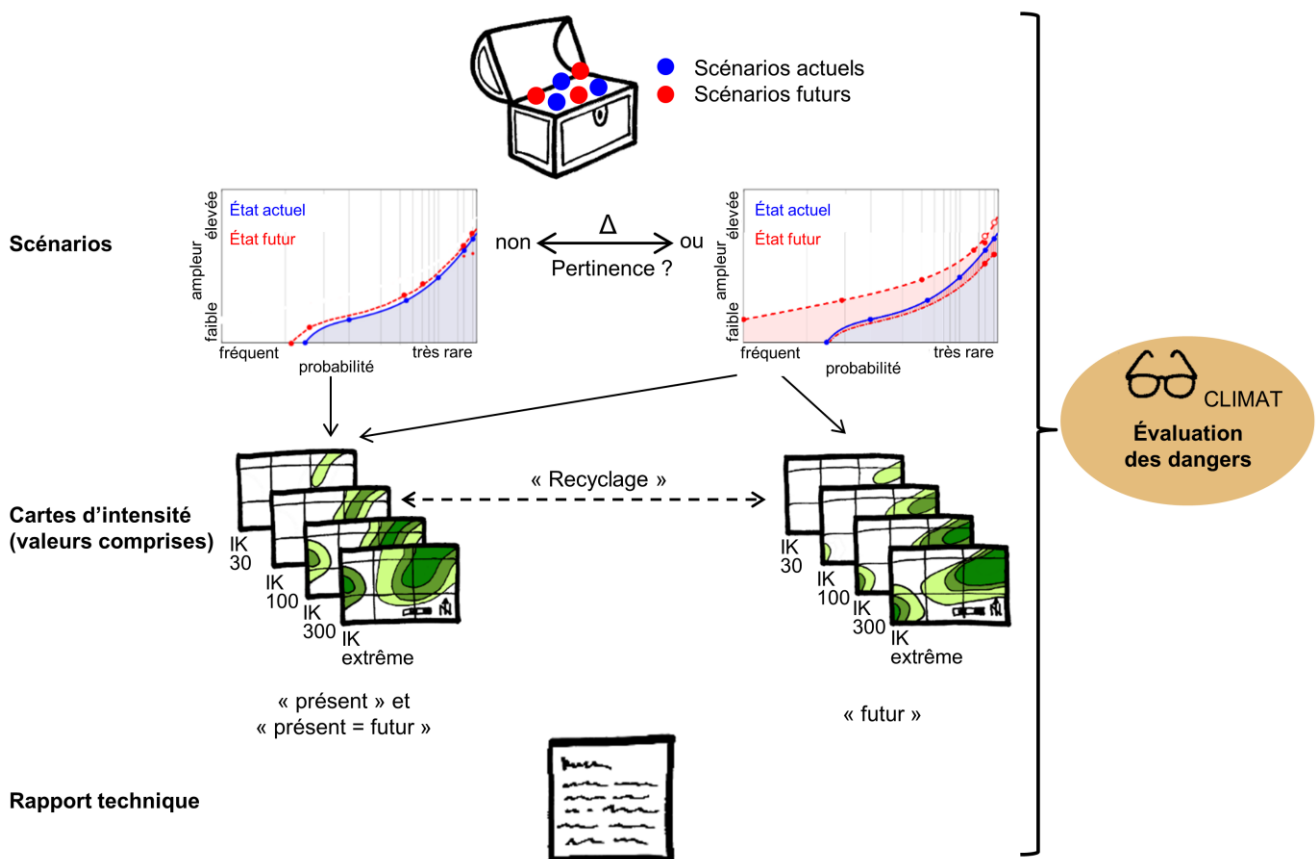 Scénarios actuels
Scénarios futurs
Scénarios
élevée
ampleur
faible
État actuel
État futur
fréquent
très rare
probabilité
non
Δ
ou
Pertinence ?
élevée
ampleur
faible
État actuel
État futur
fréquent
très rare
probabilité
CLIMAT
Évaluation
des dangers
Cartes d’intensité
(valeurs comprises)
« Recyclage »
IK
30
IK
100
IK
300
IK
extrême
IK
30
IK
100
IK
300
IK
extrême
« présent » et
« présent = futur »
« futur »
Rapport technique